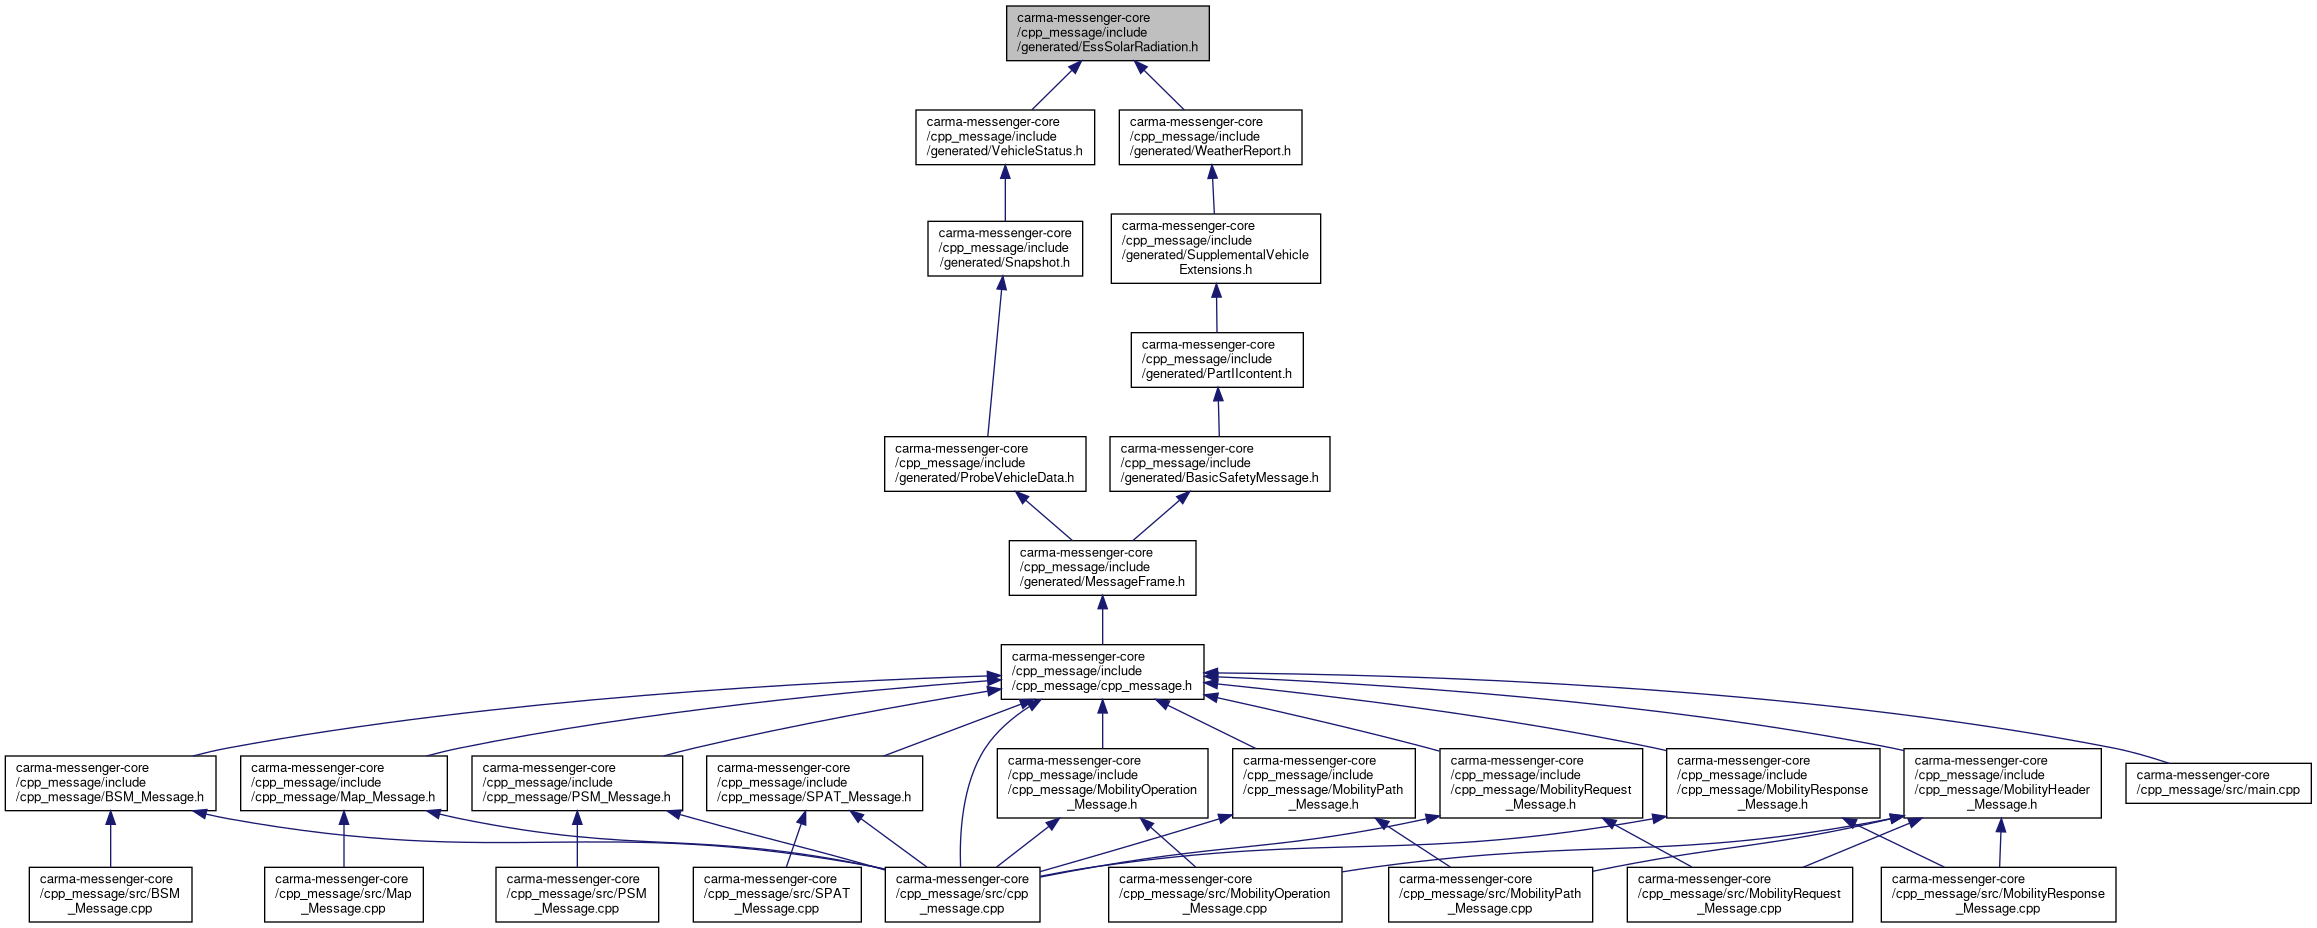 carma-messenger-core
/cpp_message/include
/generated/EssSolarRadiation.h
carma-messenger-core
/cpp_message/include
/generated/VehicleStatus.h
carma-messenger-core
/cpp_message/include
/generated/WeatherReport.h
carma-messenger-core
/cpp_message/include
/generated/Snapshot.h
carma-messenger-core
/cpp_message/include
/generated/SupplementalVehicle
Extensions.h
carma-messenger-core
/cpp_message/include
/generated/PartIIcontent.h
carma-messenger-core
/cpp_message/include
/generated/ProbeVehicleData.h
carma-messenger-core
/cpp_message/include
/generated/BasicSafetyMessage.h
carma-messenger-core
/cpp_message/include
/generated/MessageFrame.h
carma-messenger-core
/cpp_message/include
/cpp_message/cpp_message.h
carma-messenger-core
/cpp_message/include
/cpp_message/BSM_Message.h
carma-messenger-core
/cpp_message/include
/cpp_message/Map_Message.h
carma-messenger-core
/cpp_message/include
/cpp_message/PSM_Message.h
carma-messenger-core
/cpp_message/include
/cpp_message/SPAT_Message.h
carma-messenger-core
/cpp_message/include
/cpp_message/MobilityOperation
_Message.h
carma-messenger-core
/cpp_message/include
/cpp_message/MobilityPath
_Message.h
carma-messenger-core
/cpp_message/include
/cpp_message/MobilityRequest
_Message.h
carma-messenger-core
/cpp_message/include
/cpp_message/MobilityResponse
_Message.h
carma-messenger-core
/cpp_message/include
/cpp_message/MobilityHeader
_Message.h
carma-messenger-core
/cpp_message/src/main.cpp
carma-messenger-core
/cpp_message/src/BSM
_Message.cpp
carma-messenger-core
/cpp_message/src/Map
_Message.cpp
carma-messenger-core
/cpp_message/src/PSM
_Message.cpp
carma-messenger-core
/cpp_message/src/SPAT
_Message.cpp
carma-messenger-core
/cpp_message/src/cpp
_message.cpp
carma-messenger-core
/cpp_message/src/MobilityOperation
_Message.cpp
carma-messenger-core
/cpp_message/src/MobilityPath
_Message.cpp
carma-messenger-core
/cpp_message/src/MobilityRequest
_Message.cpp
carma-messenger-core
/cpp_message/src/MobilityResponse
_Message.cpp